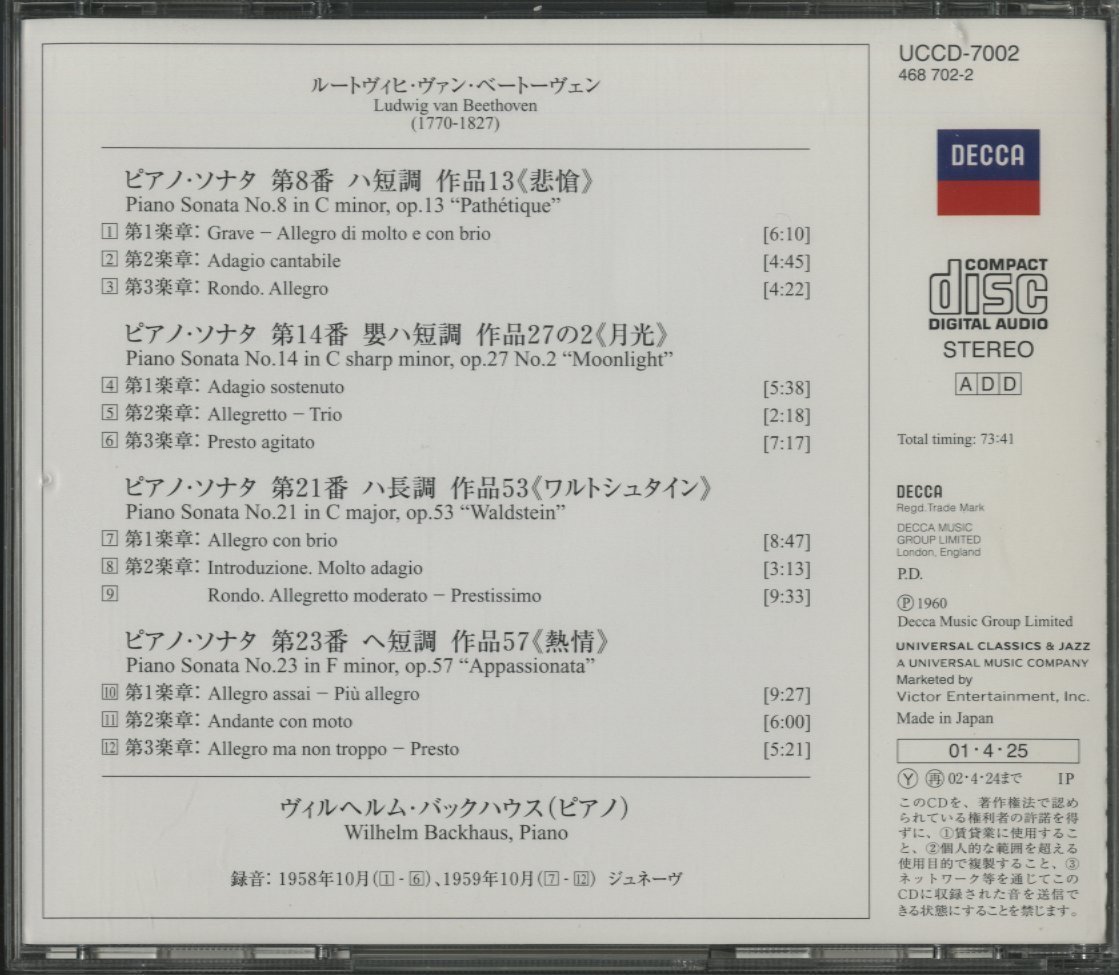 ルートヴィヒ・ヴァン・ベートーヴェン
Ludwig van Beethoven
(1770-1827)
ピアノ・ソナタ 第8番 ハ短調 作品13《悲愴》
Piano Sonata No.8 in C minor, op.13 “Pathétique”
1 第1楽章: Grave – Allegro di molto e con brio [6:10]
2 第2楽章: Adagio cantabile [4:45]
3 第3楽章: Rondo. Allegro [4:22]
ピアノ・ソナタ 第14番 嬰ハ短調 作品27の2《月光》
Piano Sonata No.14 in C sharp minor, op.27 No.2 “Moonlight”
4 第1楽章: Adagio sostenuto [5:38]
5 第2楽章: Allegretto – Trio [2:18]
6 第3楽章: Presto agitato [7:17]
ピアノ・ソナタ 第21番 ハ長調 作品53《ワルトシュタイン》
Piano Sonata No.21 in C major, op.53 “Waldstein”
7 第1楽章: Allegro con brio [8:47]
8 第2楽章: Introduzione. Molto adagio [3:13]
9 Rondo. Allegretto moderato – Prestissimo [9:33]
ピアノ・ソナタ 第23番 ヘ短調 作品57《熱情》
Piano Sonata No.23 in F minor, op.57 “Appassionata”
10 第1楽章: Allegro assai – Più allegro [9:27]
11 第2楽章: Andante con moto [6:00]
12 第3楽章: Allegro ma non troppo – Presto [5:21]
ヴィルヘルム・バックハウス(ピアノ)
Wilhelm Backhaus, Piano
録音: 1958年10月(1 - 6)、1959年10月(7 - 12) ジュネーヴ
UCCD-7002
468 702-2
DECCA
COMPACT
disc
DIGITAL AUDIO
STEREO
ADD
Total timing: 73:41
DECCA
Regd.Trade Mark
DECCA MUSIC
GROUP LIMITED
London, England
P.D.
Ⓟ1960
Decca Music Group Limited
UNIVERSAL CLASSICS & JAZZ
A UNIVERSAL MUSIC COMPANY
Marketed by
Victor Entertainment, Inc.
Made in Japan
01・4・25
Ⓨ 再 02・4・24まで IP
このCDを、著作権法で認め
られている権利者の許諾を得
ずに、①賃貸業に使用するこ
と、②個人的な範囲を超える
使用目的で複製すること、③
ネットワーク等を通じてこの
CDに収録された音を送信で
きる状態にすることを禁じます。